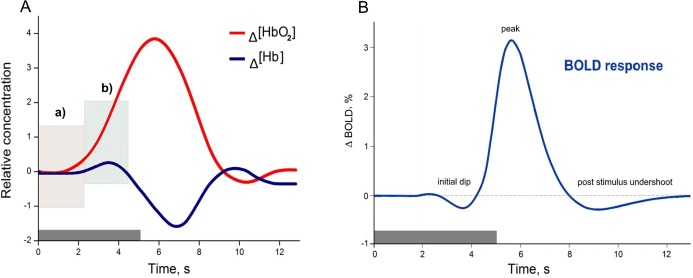 A
Relative concentration
4
3
2
1
0
-1
-2
a)
b)
Δ[HbO2]
Δ[Hb]
0 2 4 6 8 10 12
Time, s
B
Δ BOLD, %
3
2
1
0
-1
peak
BOLD response
initial dip
post stimulus undershoot
0 2 4 6 8 10 12
Time, s